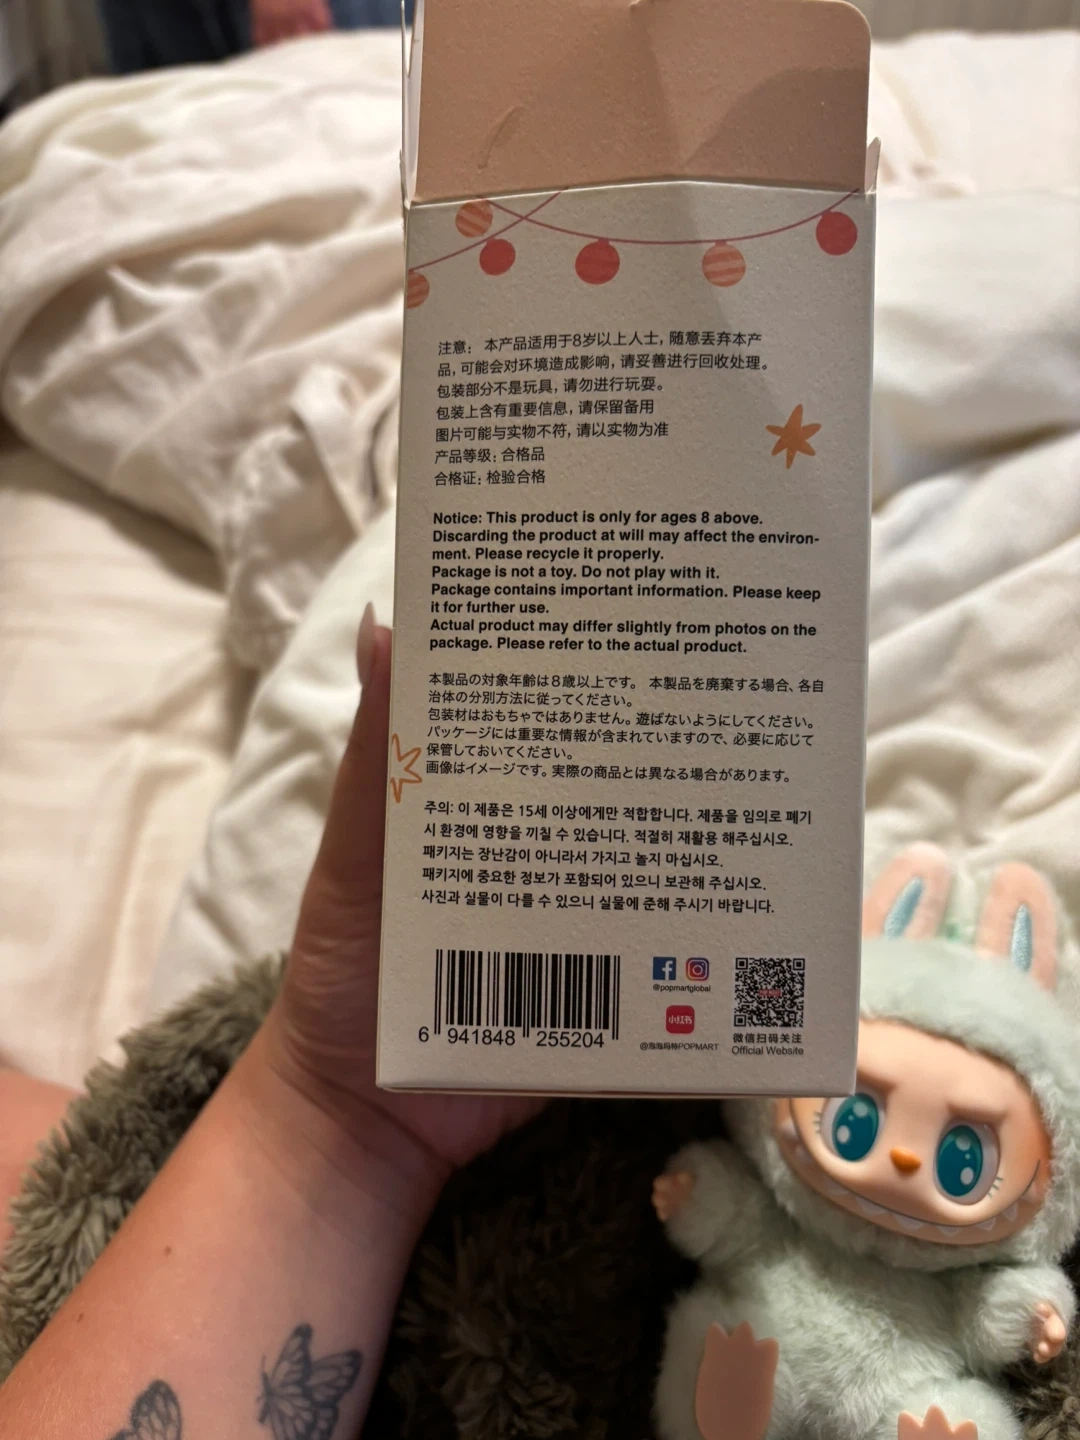 注意：本产品适用于8岁以上人士，随意丢弃本产
品，可能会对环境造成影响，请妥善进行回收处理。
包装部分不是玩具，请勿进行玩耍。
包装上含有重要信息，请保留备用
图片可能与实物不符，请以实物为准
产品等级：合格品
合格证：检验合格
Notice: This product is only for ages 8 above.
Discarding the product at will may affect the environ-
ment. Please recycle it properly.
Package is not a toy. Do not play with it.
Package contains important information. Please keep
it for further use.
Actual product may differ slightly from photos on the
package. Please refer to the actual product.
本製品の対象年齢は8歳以上です。 本製品を廃棄する場合、各自
治体の分別方法に従ってください。
包装材はおもちゃではありません。遊ばないようにしてください。
パッケージには重要な情報が含まれていますので、必要に応じて
保管しておいてください。
画像はイメージです。実際の商品とは異なる場合があります。
주의: 이 제품은 15세 이상에게만 적합합니다. 제품을 임의로 폐기
시 환경에 영향을 끼칠 수 있습니다. 적절히 재활용 해주십시오.
패키지는 장난감이 아니라서 가지고 놀지 마십시오.
패키지에 중요한 정보가 포함되어 있으니 보관해 주십시오.
사진과 실물이 다를 수 있으니 실물에 준해 주시기 바랍니다.
6 941848 255204
@popmartglobal
小红书
@泡泡玛特POPMART
微信扫码关注
Official Website